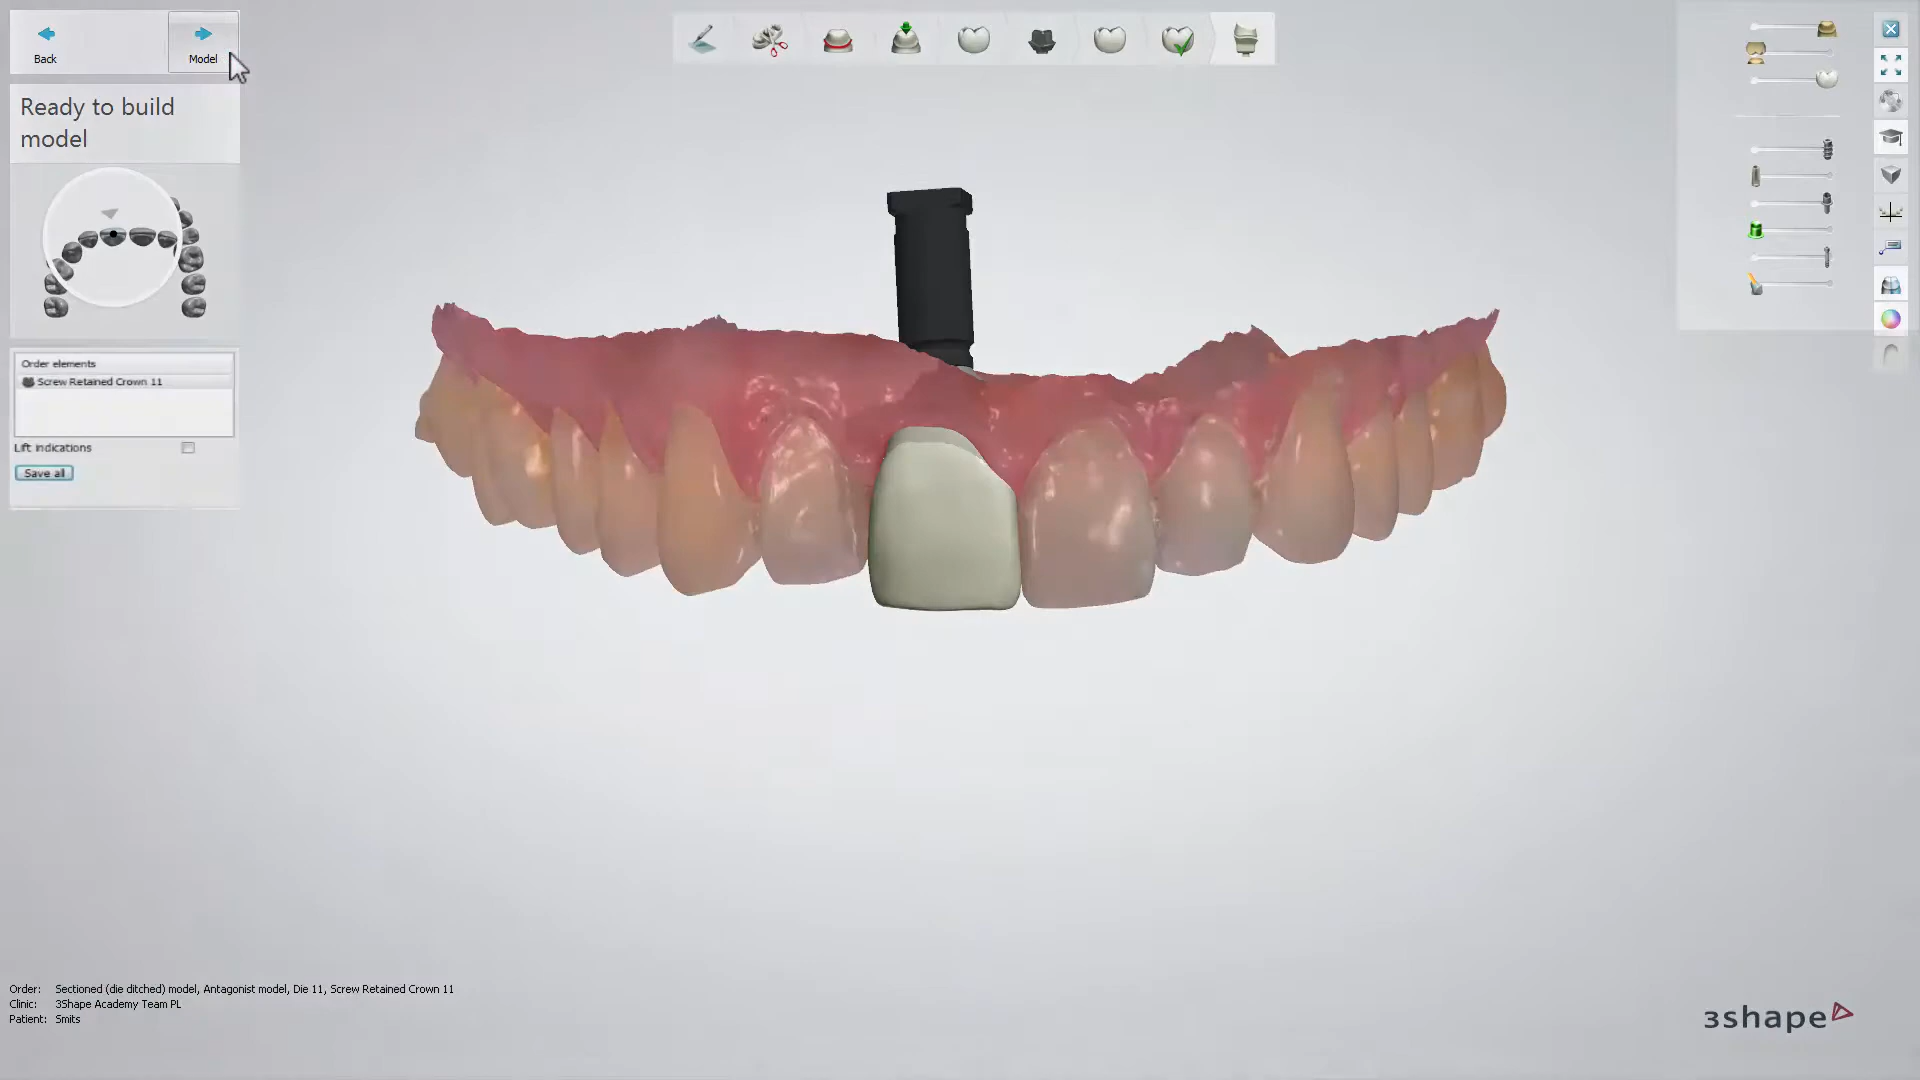 Back
Model
Ready to build
model
Order elements
Screw Retained Crown 11
Lift indications
Save all
Order: Sectioned (die ditched) model, Antagonist model, Die 11, Screw Retained Crown 11
Clinic: 3Shape Academy Team PL
Patient: Smits
3shape